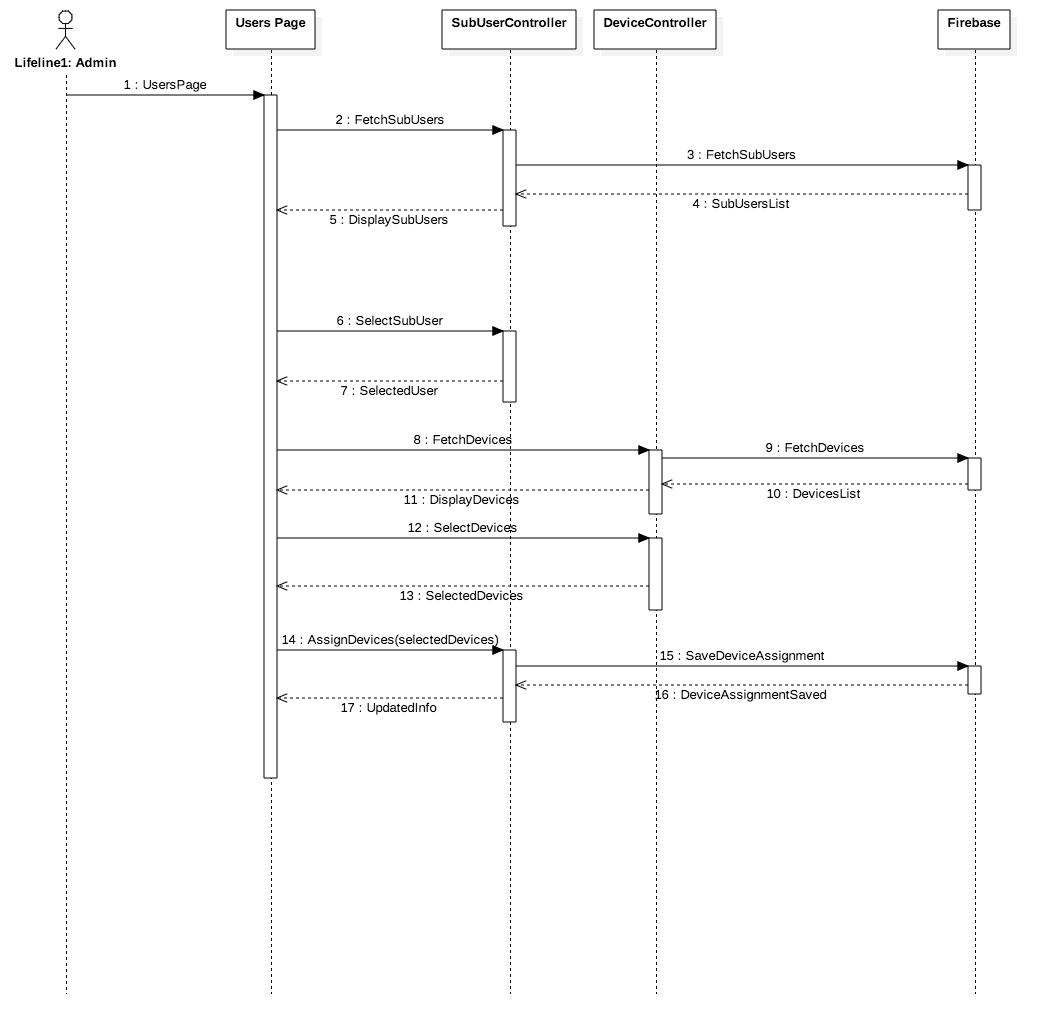 Users Page
SubUserController
DeviceController
Firebase
Lifeline1: Admin
1 : UsersPage
2 : FetchSubUsers
3 : FetchSubUsers
4 : SubUsersList
5 : DisplaySubUsers
6 : SelectSubUser
7 : SelectedUser
8 : FetchDevices
9 : FetchDevices
10 : DevicesList
11 : DisplayDevices
12 : SelectDevices
13 : SelectedDevices
14 : AssignDevices(selectedDevices)
15 : SaveDeviceAssignment
16 : DeviceAssignmentSaved
17 : UpdatedInfo